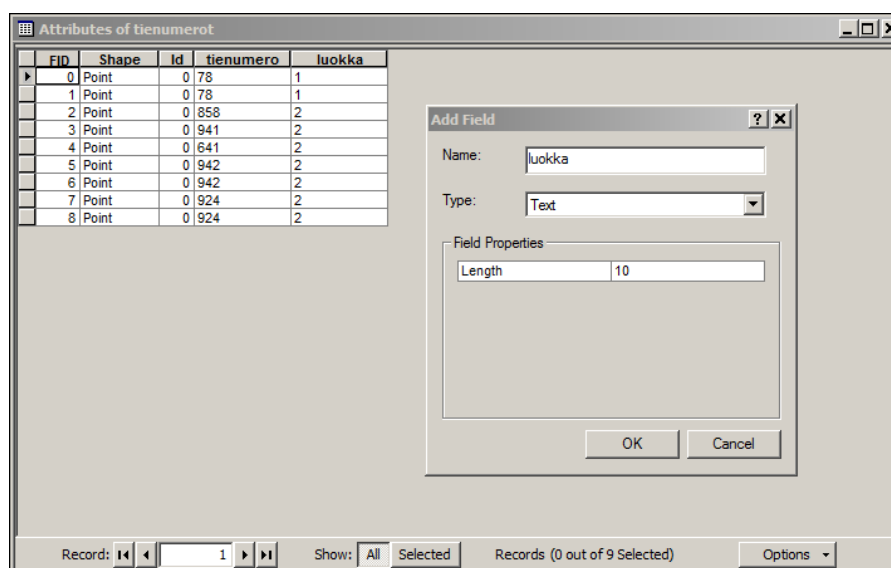 Attributes of tienumerot
FID Shape Id tienumero luokka
0 Point 0 78 1
1 Point 0 78 1
2 Point 0 858 2
3 Point 0 941 2
4 Point 0 641 2
5 Point 0 942 2
6 Point 0 942 2
7 Point 0 924 2
8 Point 0 924 2
Add Field
Name: luokka
Type: Text
Field Properties
Length 10
OK Cancel
Record: 1 Show: All Selected Records (0 out of 9 Selected) Options